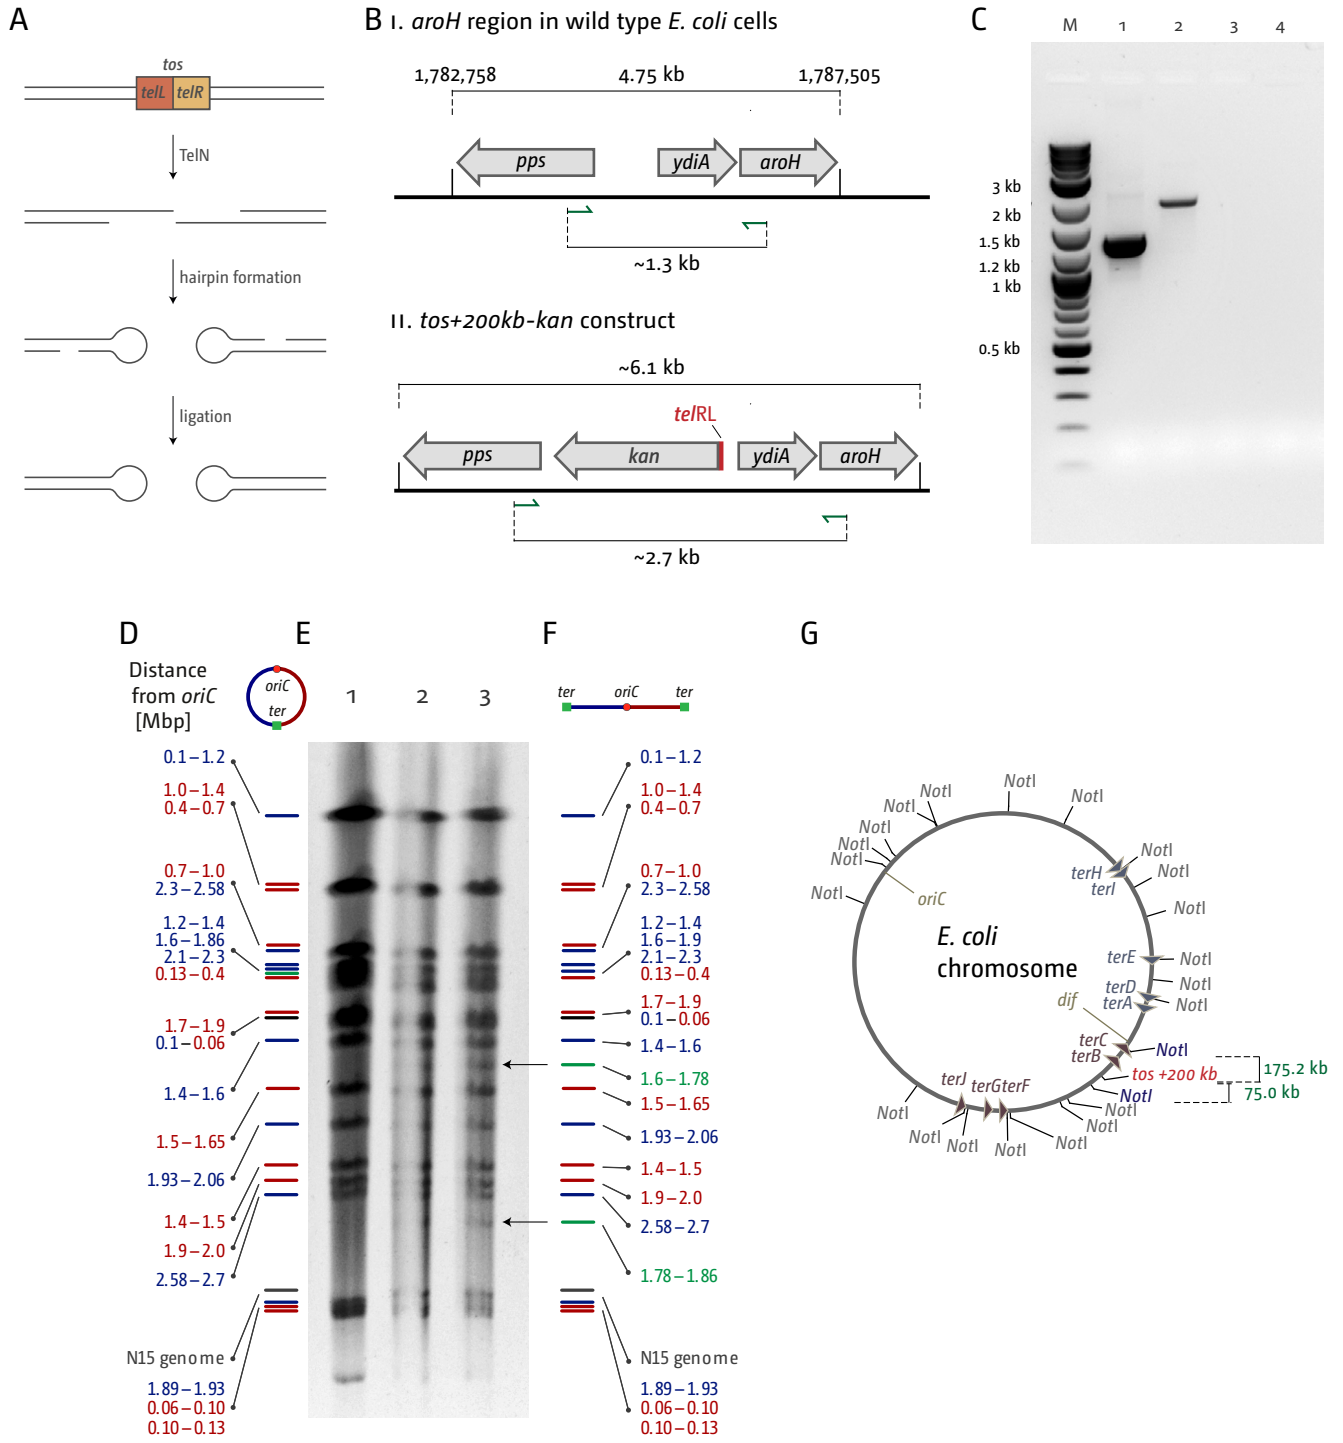 A
tos
telL telR
TelN
hairpin formation
ligation
B
I. aroH region in wild type E. coli cells
1,782,758 4.75 kb 1,787,505
pps ydiA aroH
~1.3 kb
II. tos+200kb-kan construct
~6.1 kb
telRL
pps kan ydiA aroH
~2.7 kb
C
M 1 2 3 4
3 kb
2 kb
1.5 kb
1.2 kb
1 kb
0.5 kb
D
Distance
from oriC
[Mbp]
oriC
ter
0.1–1.2
1.0–1.4
0.4–0.7
0.7–1.0
2.3–2.58
1.2–1.4
1.6–1.86
2.1–2.3
0.13–0.4
1.7–1.9
0.1–0.06
1.4–1.6
1.5–1.65
1.93–2.06
1.4–1.5
1.9–2.0
2.58–2.7
N15 genome
1.89–1.93
0.06–0.10
0.10–0.13
E
1 2 3
F
ter oriC ter
0.1–1.2
1.0–1.4
0.4–0.7
0.7–1.0
2.3–2.58
1.2–1.4
1.6–1.9
2.1–2.3
0.13–0.4
1.7–1.9
0.1–0.06
1.4–1.6
1.6–1.78
1.5–1.65
1.93–2.06
1.4–1.5
1.9–2.0
2.58–2.7
1.78–1.86
N15 genome
1.89–1.93
0.06–0.10
0.10–0.13
G
NotI
NotI
NotI
NotI
NotI
NotI
NotI
NotI
oriC
E. coli
chromosome
NotI
terH
terI
NotI
NotI
terE NotI
terD NotI
terA NotI
dif
terC
terB
NotI
tos +200 kb
175.2 kb
75.0 kb
NotI
NotI
NotI
NotI
NotI
terJ terG terF
NotI
NotI
NotI